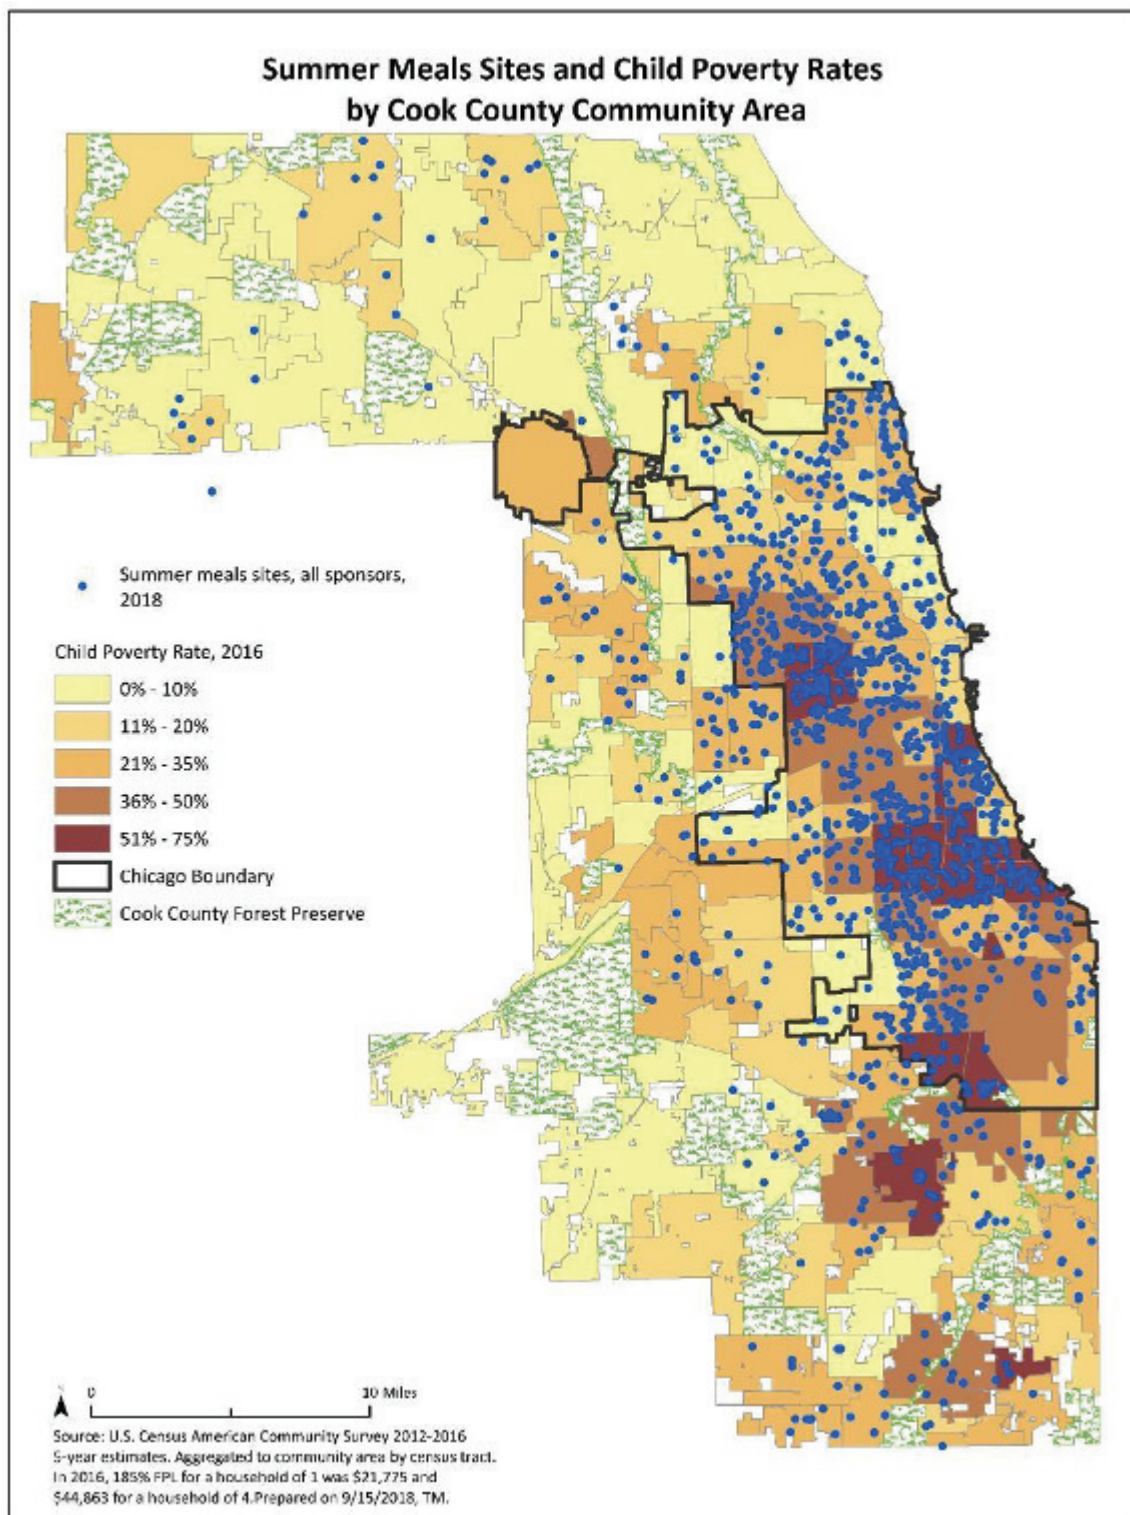 Summer Meals Sites and Child Poverty Rates
by Cook County Community Area
Summer meals sites, all sponsors,
2018
Child Poverty Rate, 2016
0% - 10%
11% - 20%
21% - 35%
36% - 50%
51% - 75%
Chicago Boundary
Cook County Forest Preserve
N
0
10 Miles
Source: U.S. Census American Community Survey 2012-2016
5-year estimates. Aggregated to community area by census tract.
In 2016, 185% FPL for a household of 1 was $21,775 and
$44,863 for a household of 4.Prepared on 9/15/2018, TM.